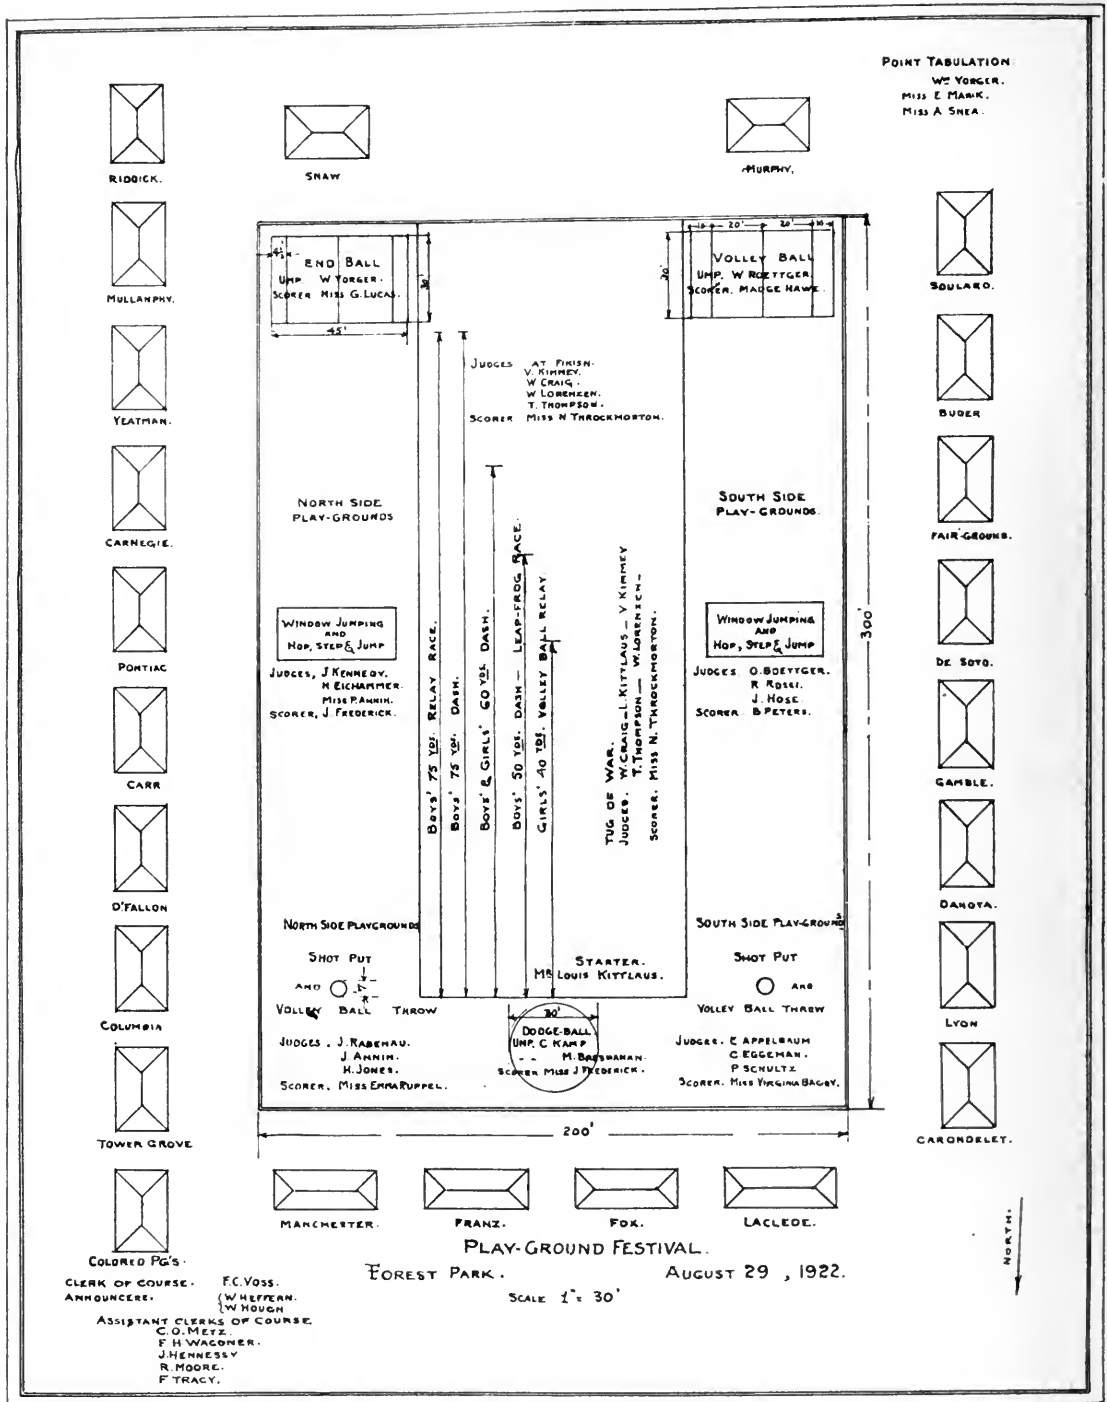 POINT TABULATION
WM YORGER.
MISS E MARIK.
MISS A SHEA.
RIDDICK.
SHAW
MURPHY.
MULLANPHY.
YEATMAN.
CARNEGIE.
PONTIAC
CARR
O'FALLON
COLUMBIA
TOWER GROVE
COLORED PG'S.
SOULARD.
BUDER
FAIR-GROUND.
DE SOTO.
GAMBLE.
DAKOTA.
LYON
CARONDELET.
4½'
END BALL
UMP. W YORGER.
SCORER MISS G. LUCAS.
30'
45'
10 20' 20' 10
VOLLEY BALL
UMP. W ROETTGER.
SCORER. MADGE HAWE.
30'
JUDGES AT FINISH.
V. KIMMEY.
W CRAIG.
W LORENZEN.
T. THOMPSON.
SCORER MISS N THROCKMORTON.
NORTH SIDE
PLAY-GROUNDS
SOUTH SIDE
PLAY-GROUNDS.
WINDOW JUMPING
AND
HOP, STEP & JUMP
JUDGES, J KENNEDY.
H EICHAMMER.
MISS P. ANNIN.
SCORER, J. FREDERICK.
WINDOW JUMPING
AND
HOP, STEP & JUMP
JUDGES O. BOETTGER.
R ROSSI.
J. HOSE.
SCORER B PETERS.
BOYS' 75 YDS. RELAY RACE.
BOYS' 75 YDS. DASH.
BOYS' & GIRLS' 60 YDS. DASH.
BOYS' 50 YDS. DASH — LEAP-FROG RACE.
GIRLS' 40 YDS. VOLLEY BALL RELAY
TUG OF WAR.
JUDGES. W. CRAIG — L. KITTLAUS — V KIMMEY
T. THOMPSON — W. LORENZEN —
SCORER. MISS N. THROCKMORTON.
300'
NORTH SIDE PLAYGROUNDS
SHOT PUT
AND 7'
VOLLEY BALL THROW
JUDGES, J. RABENAU.
J. ANNIN.
H. JONES.
SCORER. MISS EMMA RUPPEL.
STARTER.
MR. LOUIS KITTLAUS.
30'
DODGE-BALL
UMP. C KAMP
-- M. BRESNAHAN.
SCORER MISS J FREDERICK.
SOUTH SIDE PLAY-GROUNDS
SHOT PUT
AND
VOLLEY BALL THROW
JUDGES. E APPELBAUM
C. EGGEMAN.
P SCHULTZ
SCORER. MISS VIRGINIA BAGBY.
200'
MANCHESTER.
FRANZ.
FOX.
LACLEDE.
PLAY-GROUND FESTIVAL.
FOREST PARK. AUGUST 29, 1922.
SCALE 1" = 30'
NORTH.
CLERK OF COURSE. F.C. VOSS.
ANNOUNCERS. W HEFFERN.
W HOUGH
ASSISTANT CLERKS OF COURSE
C. O. METZ.
F H WAGONER.
J. HENNESSY
R. MOORE.
F TRACY.